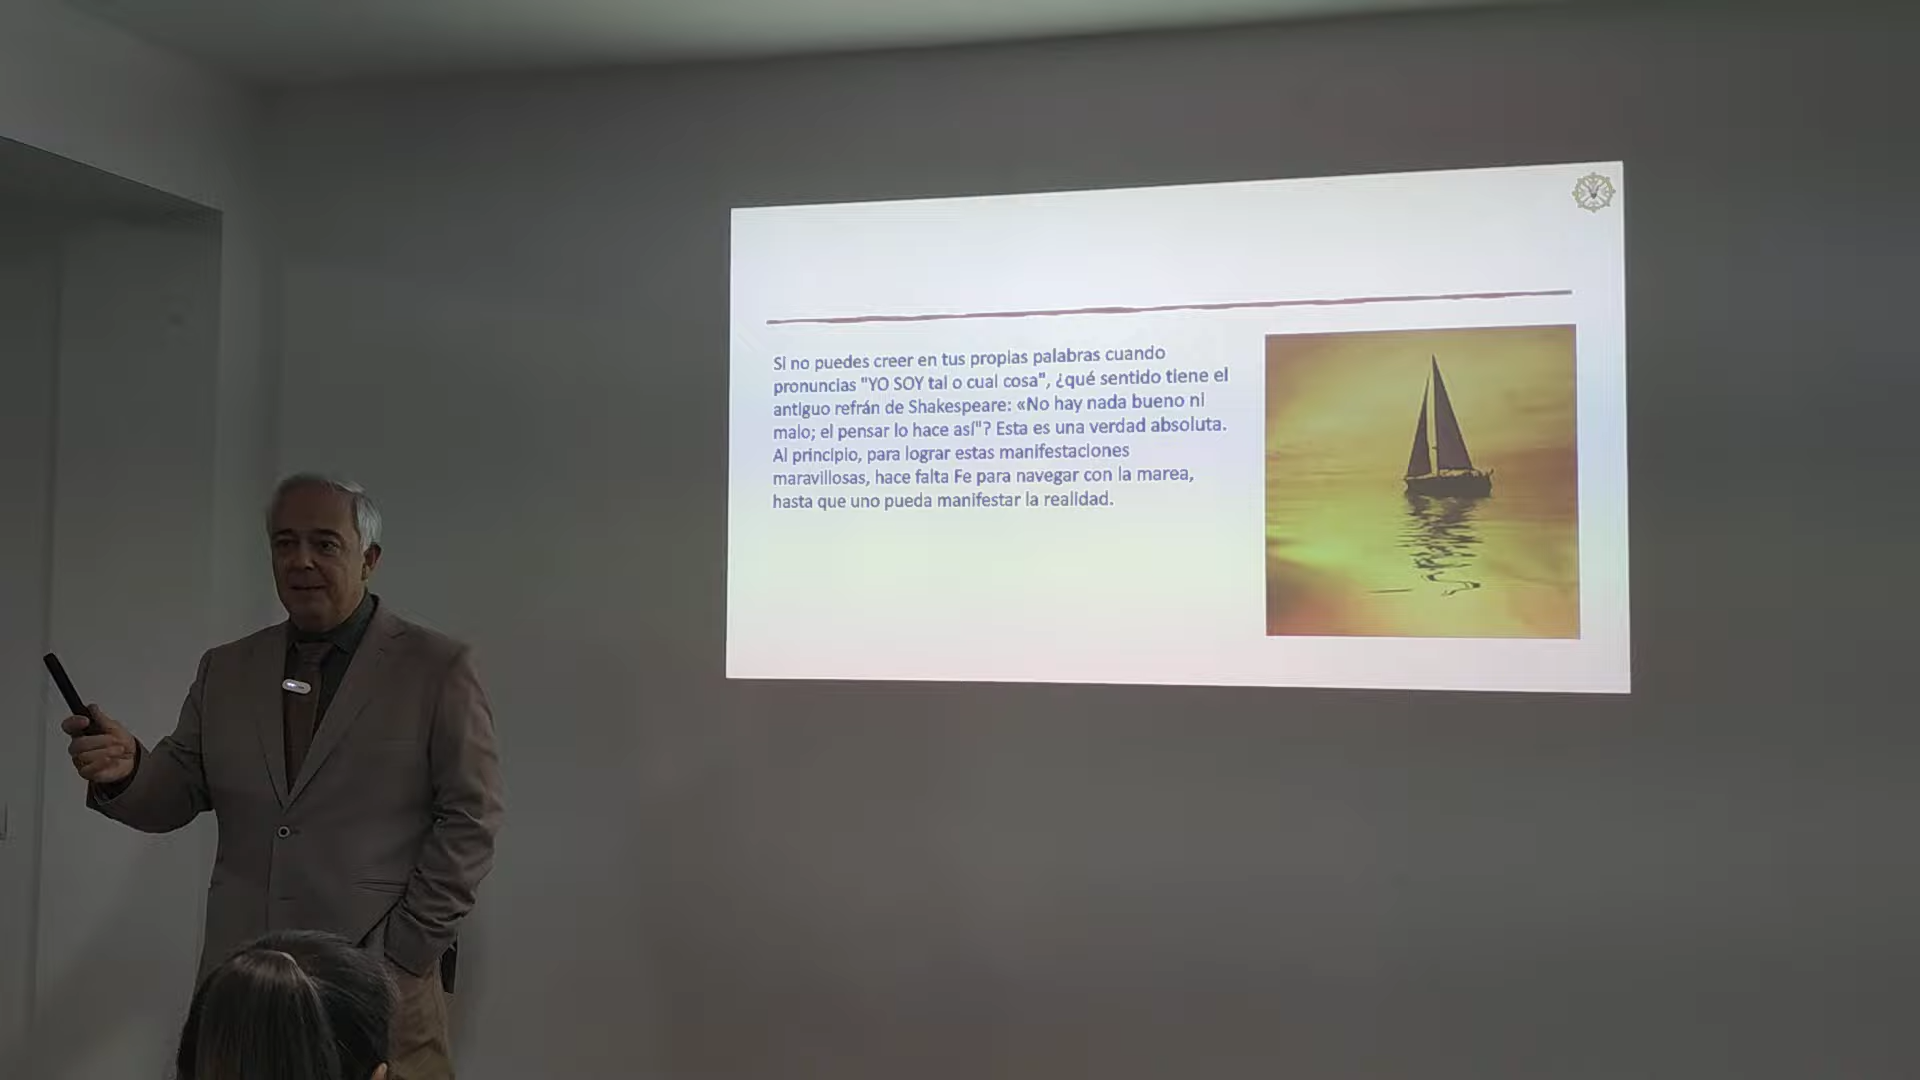 Si no puedes creer en tus propias palabras cuando
pronuncias "YO SOY tal o cual cosa", ¿qué sentido tiene el
antiguo refrán de Shakespeare: «No hay nada bueno ni
malo; el pensar lo hace así"? Esta es una verdad absoluta.
Al principio, para lograr estas manifestaciones
maravillosas, hace falta Fe para navegar con la marea,
hasta que uno pueda manifestar la realidad.